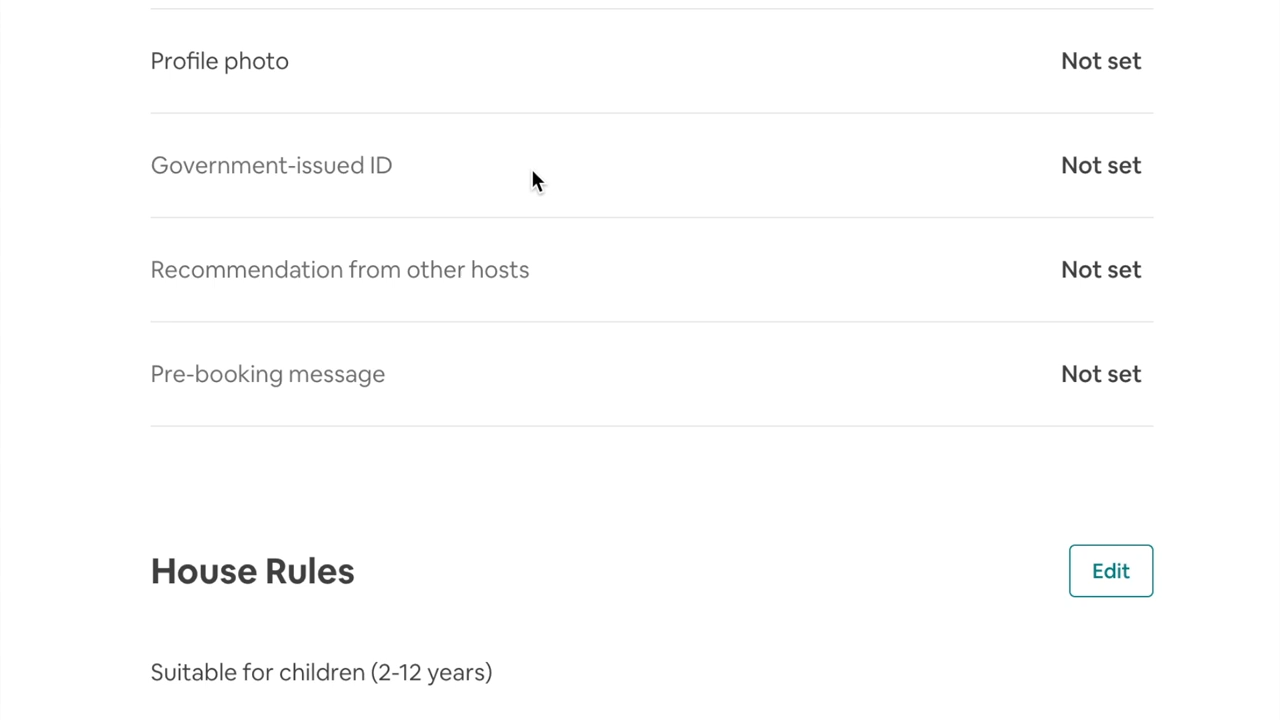 Profile photo Not set
Government-issued ID Not set
Recommendation from other hosts Not set
Pre-booking message Not set
House Rules Edit
Suitable for children (2-12 years)